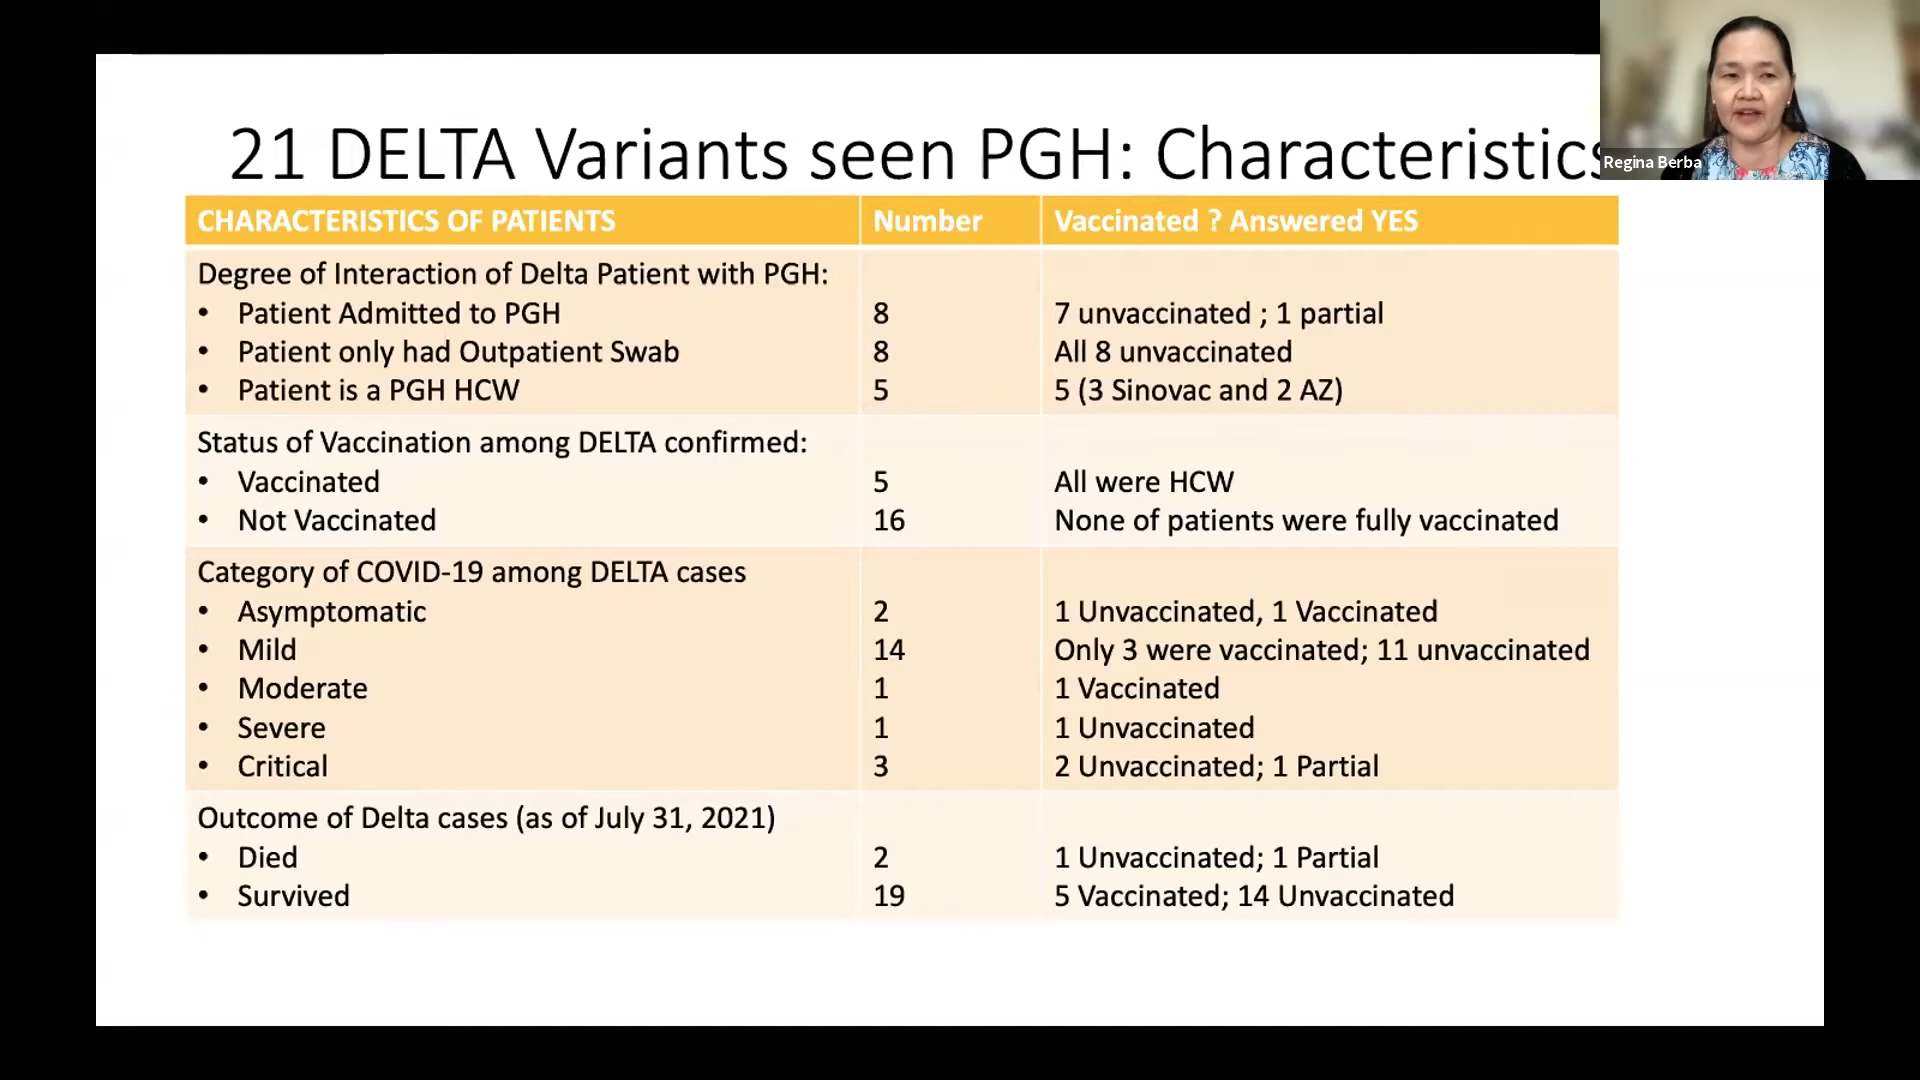 21 DELTA Variants seen PGH: Characteristics
Regina Berba
CHARACTERISTICS OF PATIENTS Number Vaccinated ? Answered YES
Degree of Interaction of Delta Patient with PGH:
• Patient Admitted to PGH 8 7 unvaccinated ; 1 partial
• Patient only had Outpatient Swab 8 All 8 unvaccinated
• Patient is a PGH HCW 5 5 (3 Sinovac and 2 AZ)
Status of Vaccination among DELTA confirmed:
• Vaccinated 5 All were HCW
• Not Vaccinated 16 None of patients were fully vaccinated
Category of COVID-19 among DELTA cases
• Asymptomatic 2 1 Unvaccinated, 1 Vaccinated
• Mild 14 Only 3 were vaccinated; 11 unvaccinated
• Moderate 1 1 Vaccinated
• Severe 1 1 Unvaccinated
• Critical 3 2 Unvaccinated; 1 Partial
Outcome of Delta cases (as of July 31, 2021)
• Died 2 1 Unvaccinated; 1 Partial
• Survived 19 5 Vaccinated; 14 Unvaccinated